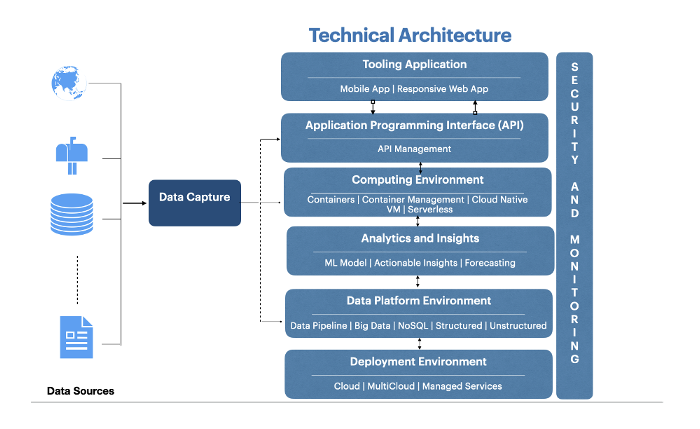 Technical Architecture
Tooling Application
Mobile App | Responsive Web App
Application Programming Interface (API)
API Management
Computing Environment
Containers | Container Management | Cloud Native
VM | Serverless
Analytics and Insights
ML Model | Actionable Insights | Forecasting
Data Platform Environment
Data Pipeline | Big Data | NoSQL | Structured | Unstructured
Deployment Environment
Cloud | MultiCloud | Managed Services
SECURITY AND MONITORING
Data Capture
Data Sources